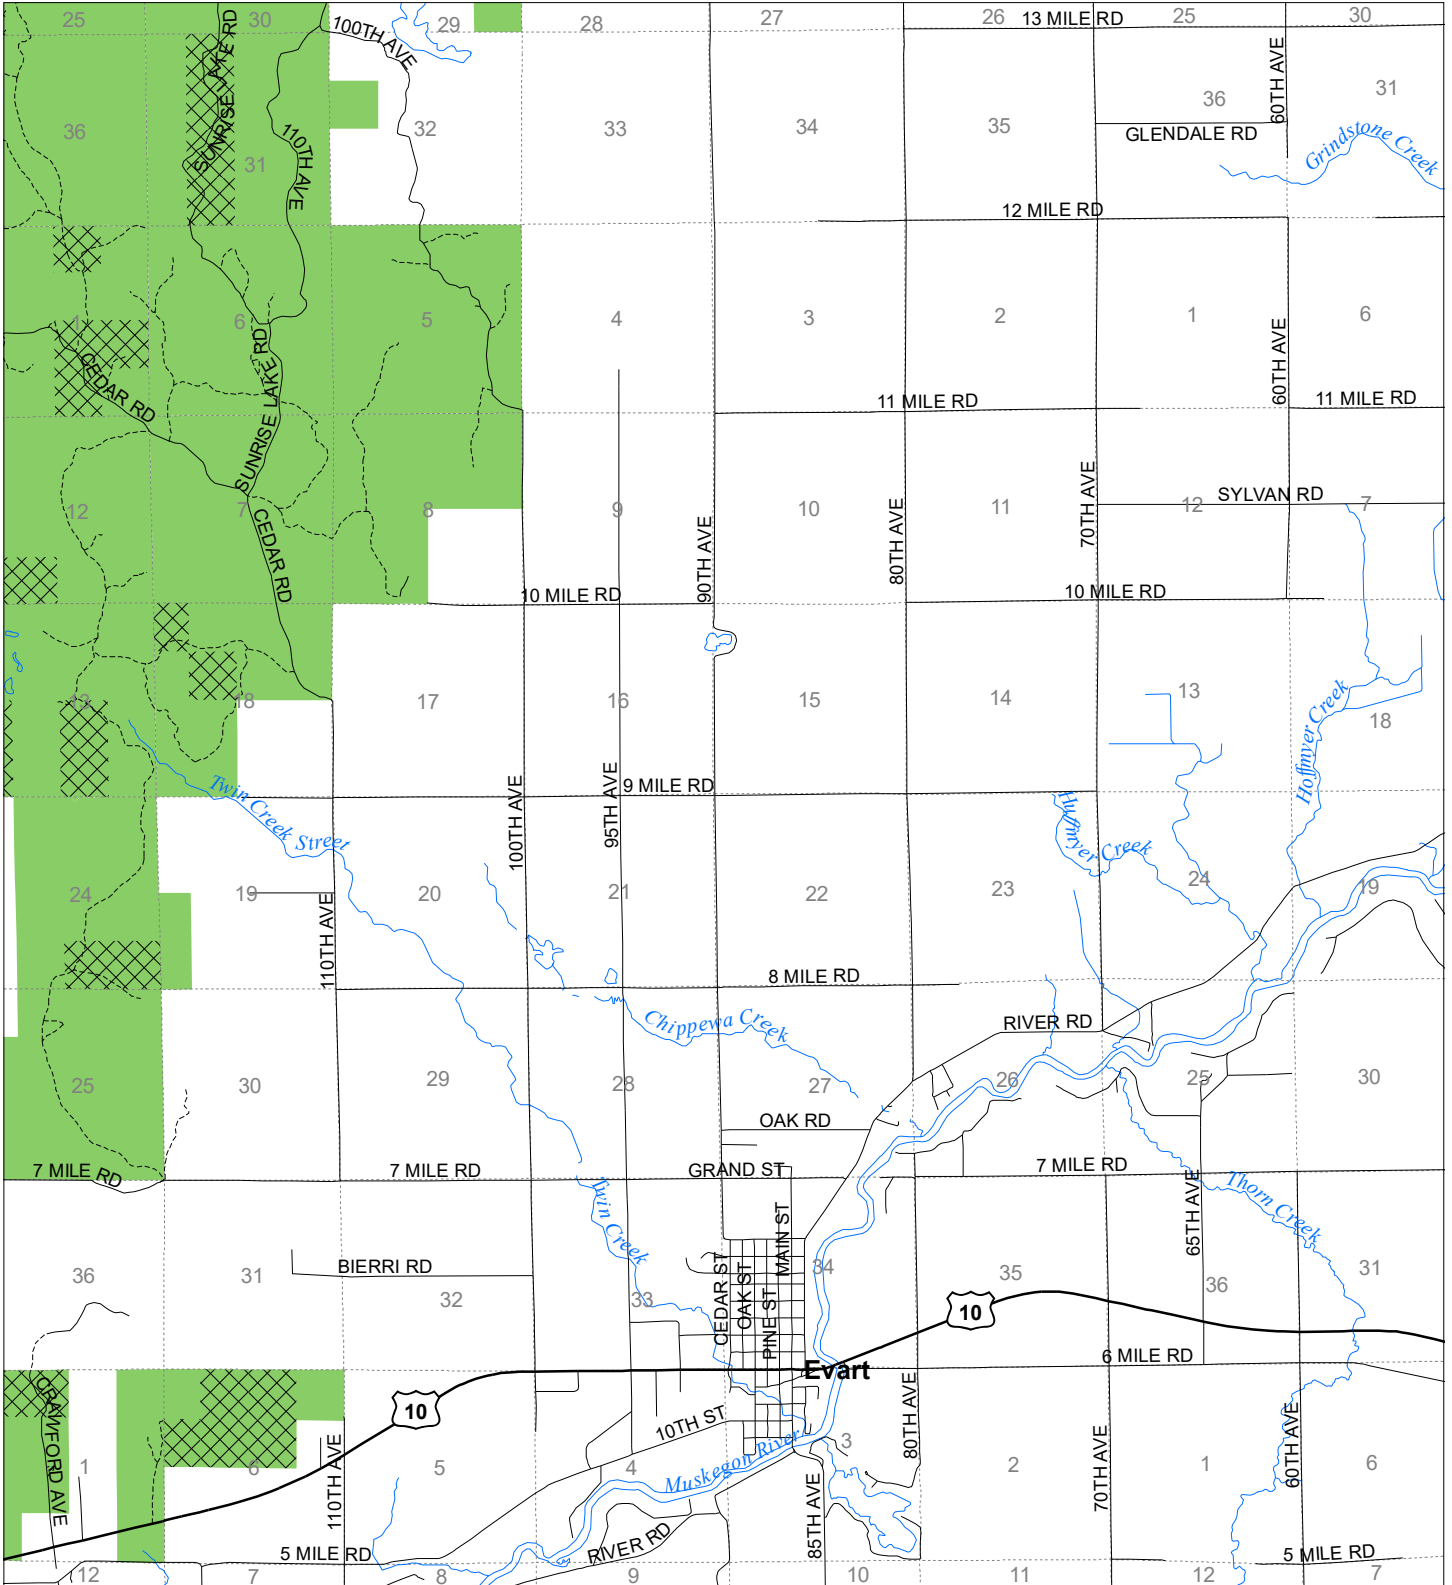 25
30
29
28
27
26
25
30
13 MILE RD
100TH AVE
SUNRISE LAKE RD
60TH AVE
36
31
110TH AVE
32
33
34
35
36
31
GLENDALE RD
Grindstone Creek
12 MILE RD
1
6
5
4
3
2
1
6
CEDAR RD
SUNRISE LAKE RD
60TH AVE
11 MILE RD
11 MILE RD
12
7
8
9
10
11
12
7
SYLVAN RD
CEDAR RD
90TH AVE
80TH AVE
70TH AVE
10 MILE RD
10 MILE RD
13
18
17
16
15
14
13
18
Hoffmyer Creek
Twin Creek Street
100TH AVE
95TH AVE
9 MILE RD
Huffmyer Creek
24
19
20
21
22
23
24
19
110TH AVE
8 MILE RD
Chippewa Creek
RIVER RD
25
30
29
28
27
26
25
30
OAK RD
7 MILE RD
7 MILE RD
GRAND ST
7 MILE RD
Twin Creek
65TH AVE
Thorn Creek
MAIN ST
CEDAR ST
OAK ST
PINE ST
36
31
BIERRI RD
32
33
34
35
36
31
10
6 MILE RD
Evart
10
CRAWFORD AVE
10TH ST
Muskegon River
80TH AVE
70TH AVE
60TH AVE
110TH AVE
85TH AVE
1
6
5
4
3
2
1
6
5 MILE RD
RIVER RD
5 MILE RD
12
7
8
9
10
11
12
7